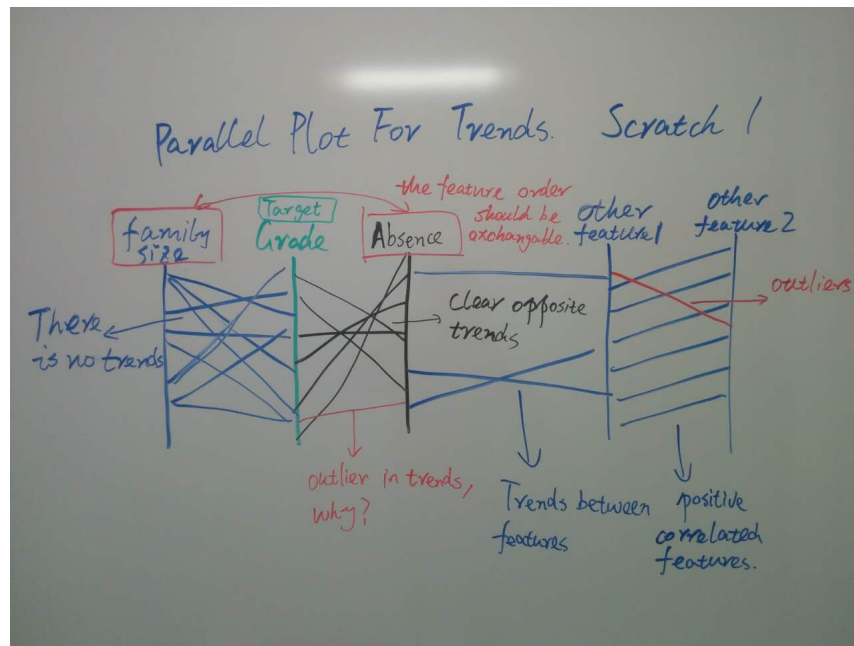 Parallel Plot For Trends. Scratch 1
the feature order
should be
exchangable.
family
size
Target
Grade
Absence
other
feature1
other
feature 2
There
is no trends
clear opposite
trends
outliers
outlier in trends,
why?
Trends between
features
positive
correlated
features.